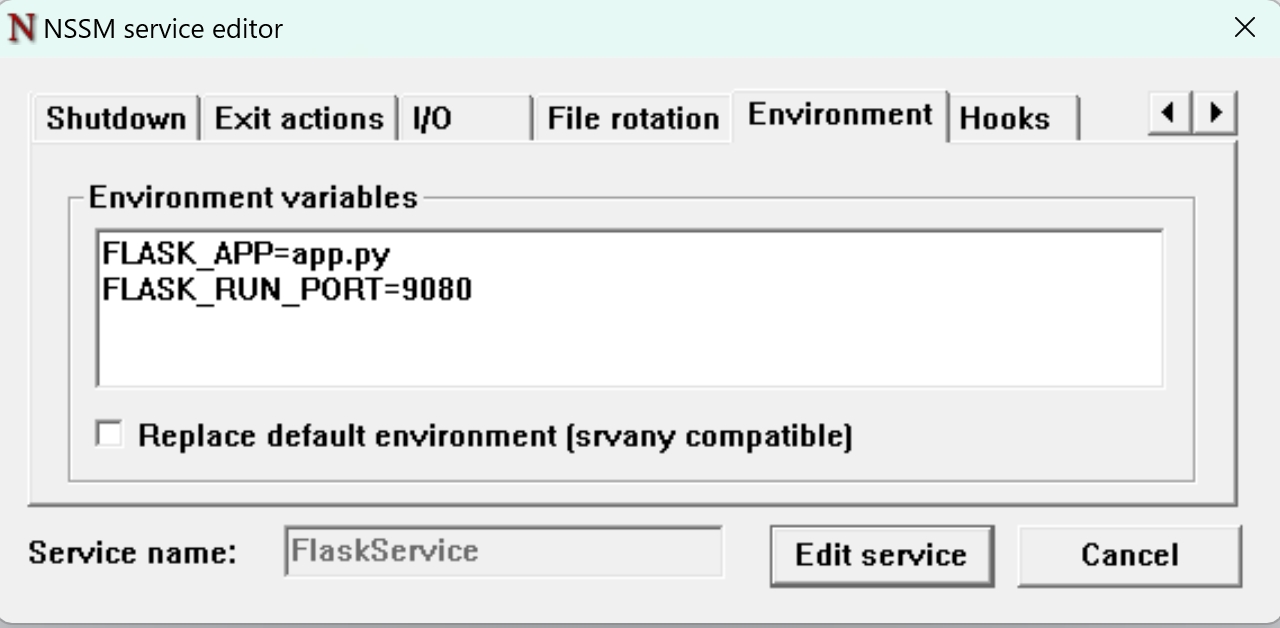 NSSM service editor
Shutdown Exit actions I/O File rotation Environment Hooks
Environment variables
FLASK_APP=app.py
FLASK_RUN_PORT=9080
Replace default environment (srvany compatible)
Service name: FlaskService Edit service Cancel